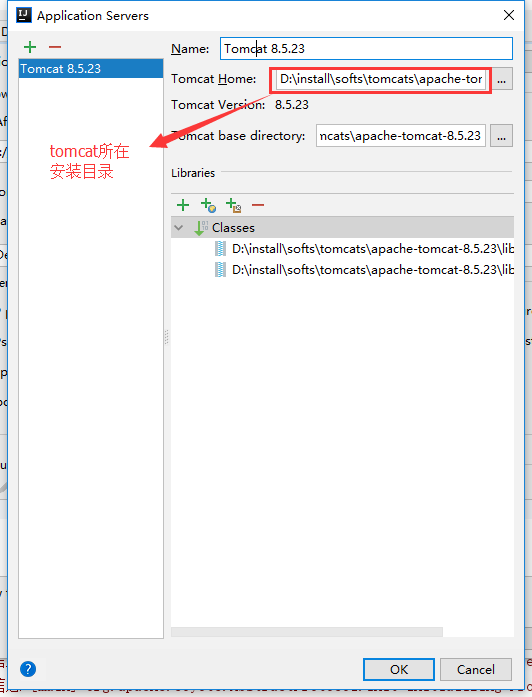 Application Servers
Tomcat 8.5.23
Name: Tomcat 8.5.23
Tomcat Home: D:\install\softs\tomcats\apache-tor ...
Tomcat Version: 8.5.23
Tomcat base directory: ncats\apache-tomcat-8.5.23 ...
tomcat所在
安装目录
Libraries
Classes
D:\install\softs\tomcats\apache-tomcat-8.5.23\lib
D:\install\softs\tomcats\apache-tomcat-8.5.23\lib
?
OK
Cancel